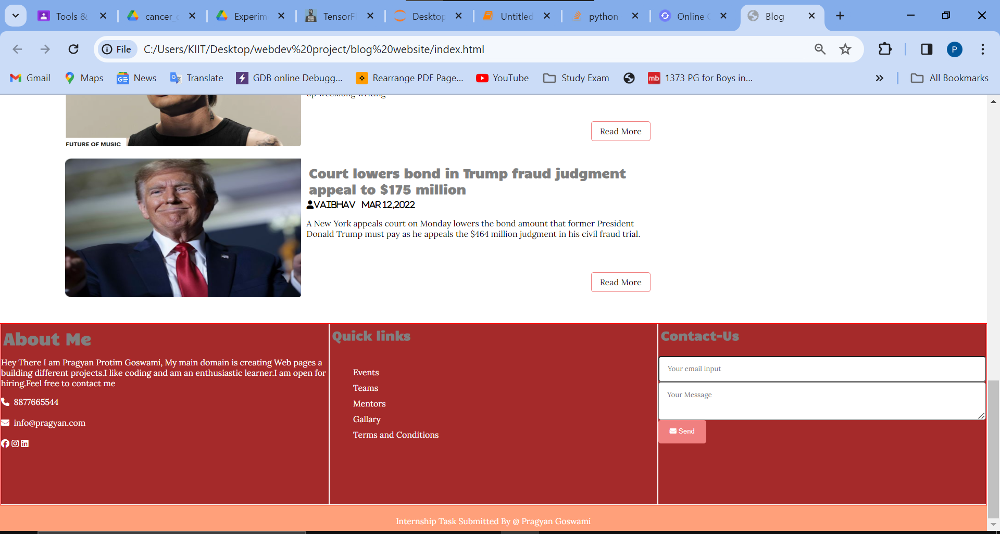 Tools &
cancer_
Experim
TensorFl
Desktop
Untitled
python
Online
Blog
File
C:/Users/KIIT/Desktop/webdev%20project/blog%20website/index.html
P
Gmail
Maps
News
Translate
GDB online Debugg...
Rearrange PDF Page...
YouTube
Study Exam
mb 1373 PG for Boys in...
All Bookmarks
up weeklong writing
Read More
FUTURE OF MUSIC
Court lowers bond in Trump fraud judgment
appeal to $175 million
VAIBHAV MAR 12,2022
A New York appeals court on Monday lowers the bond amount that former President
Donald Trump must pay as he appeals the $464 million judgment in his civil fraud trial.
Read More
About Me
Hey There I am Pragyan Protim Goswami, My main domain is creating Web pages a
building different projects.I like coding and am an enthusiastic learner.I am open for
hiring.Feel free to contact me
8877665544
info@pragyan.com
Quick links
Events
Teams
Mentors
Gallary
Terms and Conditions
Contact-Us
Your email input
Your Message
Send
Internship Task Submitted By @ Pragyan Goswami